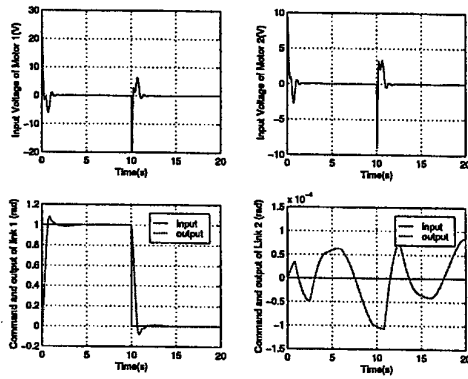 Input Voltage of Motor 1(V)
30
20
10
0
-10
-20
0 5 10 15 20
Time(s)
Input Voltage of Motor 2(V)
10
5
0
-5
-10
0 5 10 15 20
Time(s)
Command and output of link 1 (rad)
1.2
1
0.8
0.6
0.4
0.2
0
-0.2
0 5 10 15 20
Time(s)
input
output
Command and output of Link 2 (rad)
x 10⁻⁴
1.5
1
0.5
0
-0.5
-1
-1.5
0 5 10 15 20
Time(s)
input
output